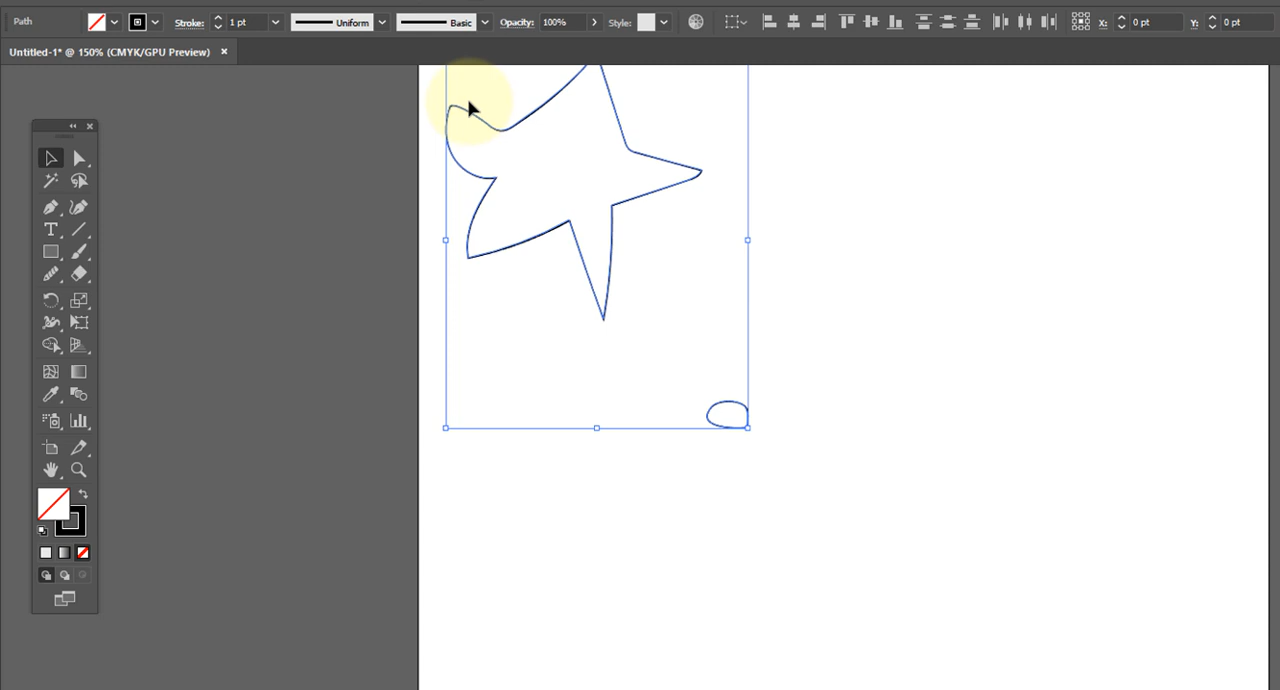 Path Stroke: 1 pt Uniform Basic Opacity: 100% Style: X: 0 pt Y: 0 pt
Untitled-1* @ 150% (CMYK/GPU Preview) ×